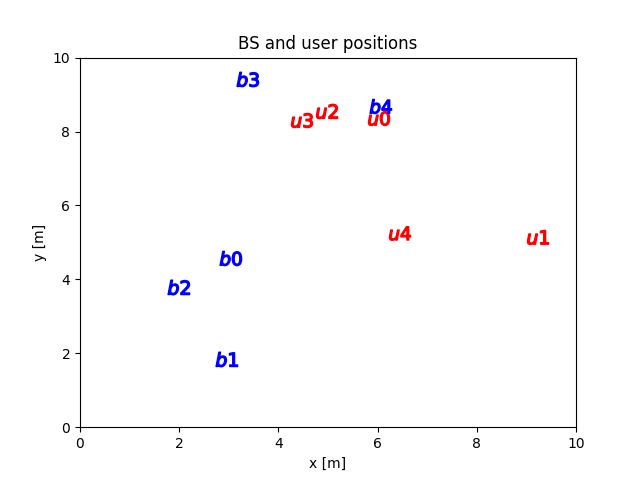 BS and user positions
10
b3
b4
u2
u3
u0
8
6
u4
u1
y [m]
b0
4
b2
2
b1
0
0 2 4 6 8 10
x [m]